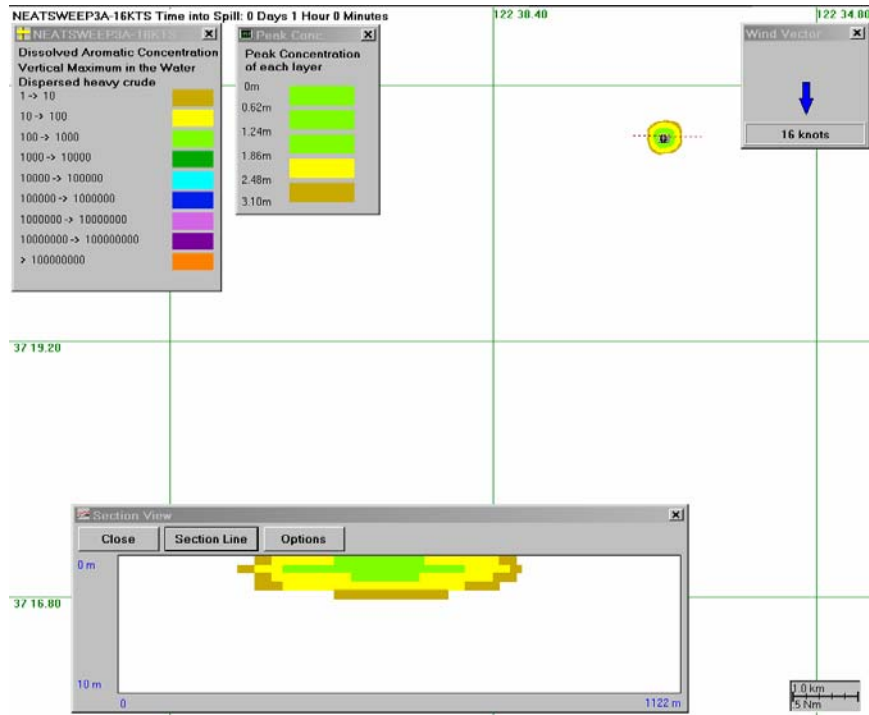 NEATSWEEP3A-16KTS Time into Spill: 0 Days 1 Hour 0 Minutes
122 38.40
122 34.80
NEATSWEEP3A-16KTS
Dissolved Aromatic Concentration
Vertical Maximum in the Water
Dispersed heavy crude
1 -> 10
10 -> 100
100 -> 1000
1000 -> 10000
10000 -> 100000
100000 -> 1000000
1000000 -> 10000000
10000000 -> 100000000
> 100000000
Peak Conc.
Peak Concentration
of each layer
0m
0.62m
1.24m
1.86m
2.48m
3.10m
Wind Vector
16 knots
37 19.20
37 16.80
Section View
Close
Section Line
Options
0 m
10 m
0
1122 m
1.0 km
.5 Nm